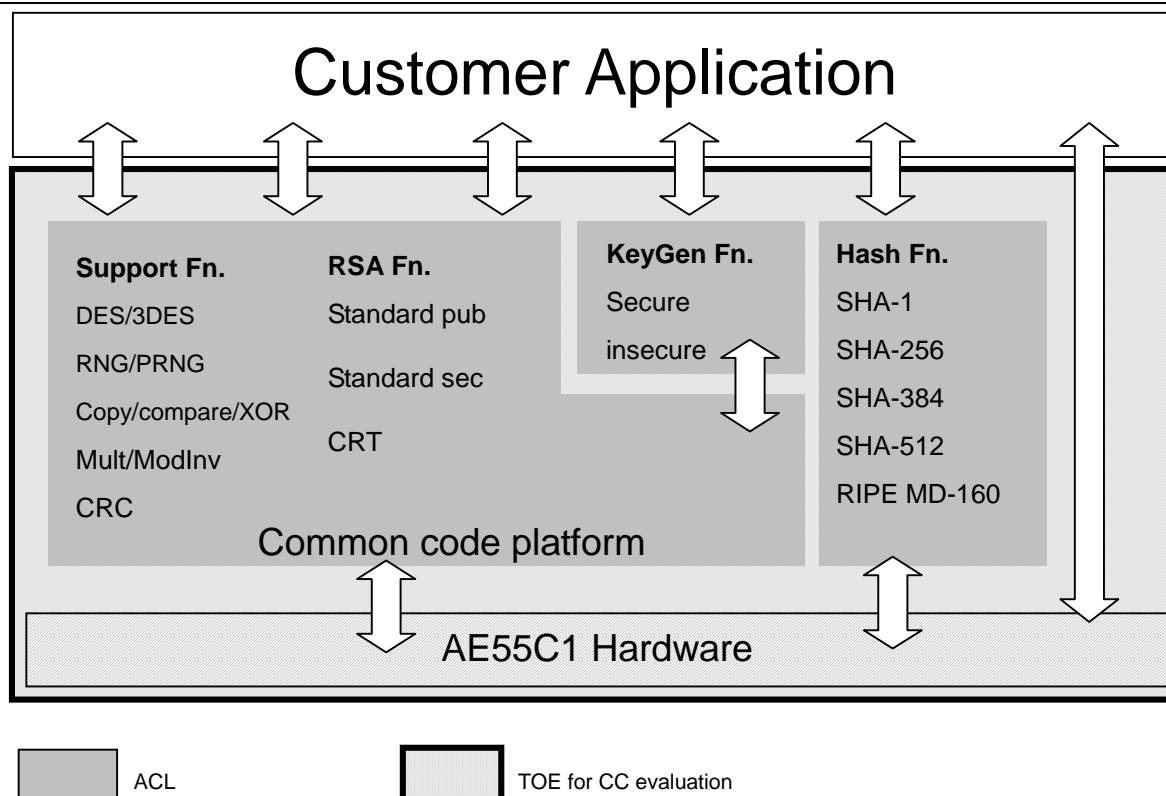 Customer Application
Support Fn.
DES/3DES
RNG/PRNG
Copy/compare/XOR
Mult/ModInv
CRC
RSA Fn.
Standard pub
Standard sec
CRT
KeyGen Fn.
Secure
insecure
Hash Fn.
SHA-1
SHA-256
SHA-384
SHA-512
RIPE MD-160
Common code platform
AE55C1 Hardware
ACL
TOE for CC evaluation